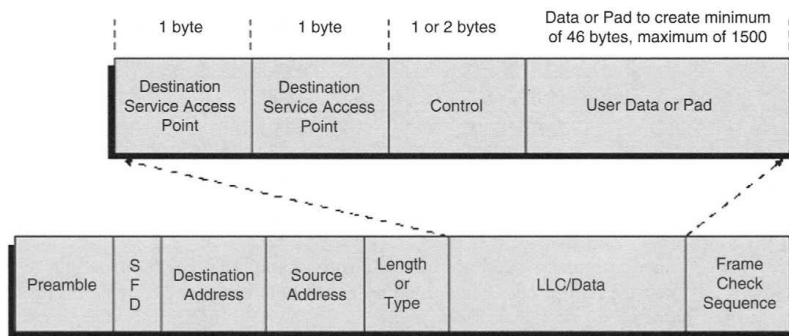 1 byte
1 byte
1 or 2 bytes
Data or Pad to create minimum
of 46 bytes, maximum of 1500
Destination
Service Access
Point
Destination
Service Access
Point
Control
User Data or Pad
Preamble
S
F
D
Destination
Address
Source
Address
Length
or
Type
LLC/Data
Frame
Check
Sequence